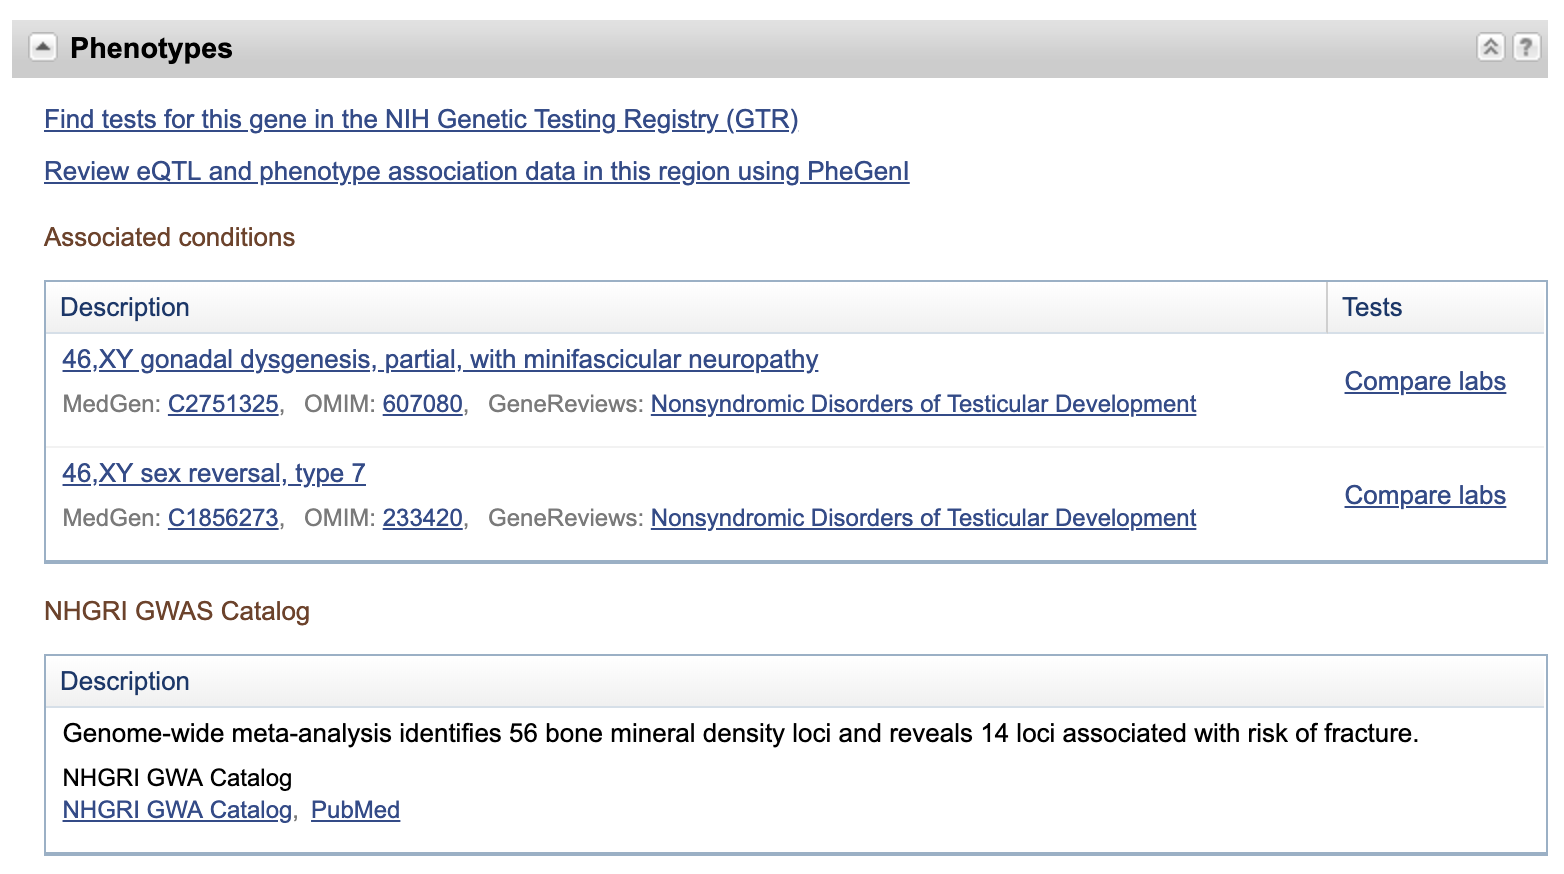 Phenotypes
?
Find tests for this gene in the NIH Genetic Testing Registry (GTR)
Review eQTL and phenotype association data in this region using PheGenI
Associated conditions
Description Tests
46,XY gonadal dysgenesis, partial, with minifascicular neuropathy
MedGen: C2751325, OMIM: 607080, GeneReviews: Nonsyndromic Disorders of Testicular Development
Compare labs
46,XY sex reversal, type 7
MedGen: C1856273, OMIM: 233420, GeneReviews: Nonsyndromic Disorders of Testicular Development
Compare labs
NHGRI GWAS Catalog
Description
Genome-wide meta-analysis identifies 56 bone mineral density loci and reveals 14 loci associated with risk of fracture.
NHGRI GWA Catalog
NHGRI GWA Catalog, PubMed